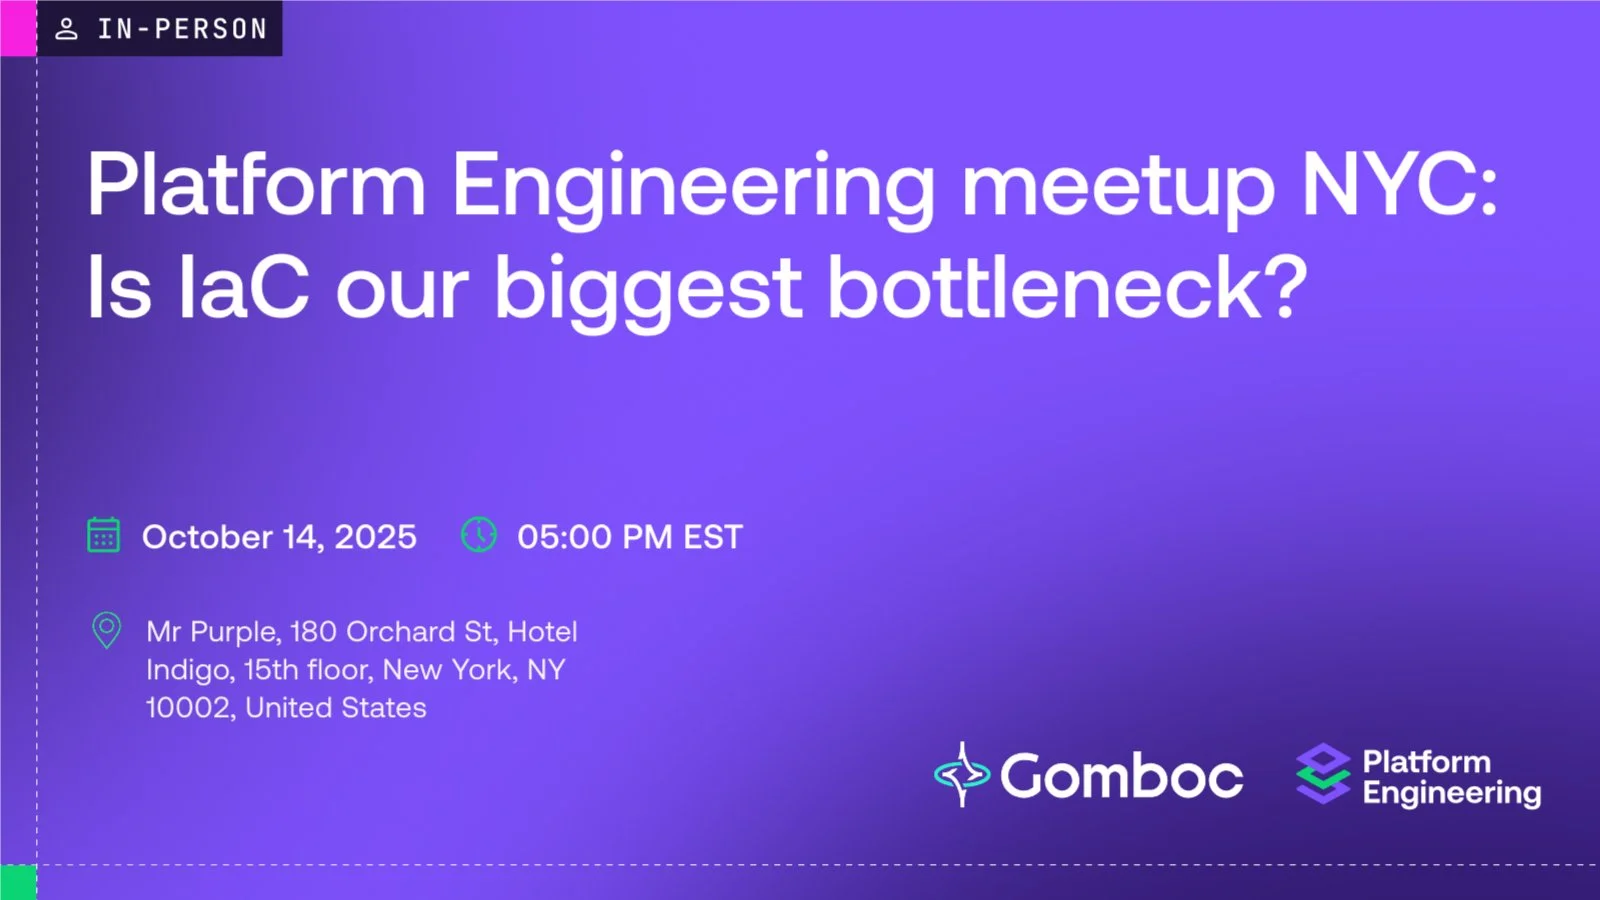 IN-PERSON
Platform Engineering meetup NYC:
Is IaC our biggest bottleneck?
October 14, 2025
05:00 PM EST
Mr Purple, 180 Orchard St, Hotel
Indigo, 15th floor, New York, NY
10002, United States
Gomboc
Platform
Engineering